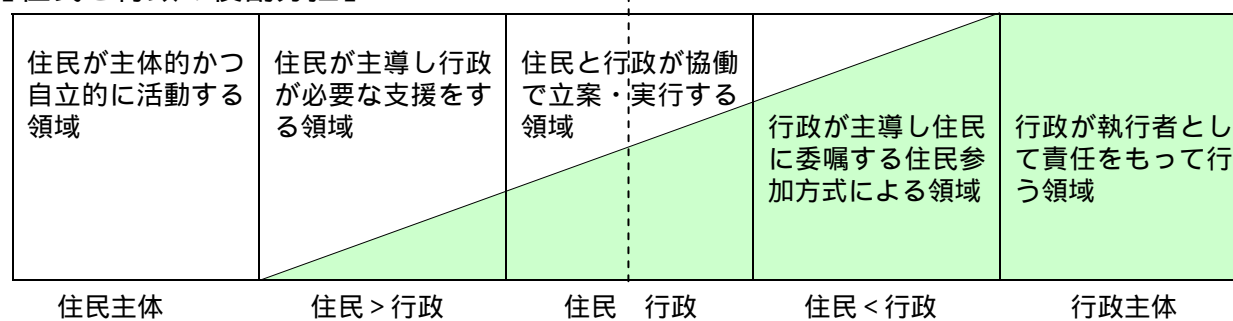 住民が主体的かつ
自立的に活動する
領域
住民が主導し行政
が必要な支援をす
る領域
住民と行政が協働
で立案・実行する
領域
行政が主導し住民
に委嘱する住民参
加方式による領域
行政が執行者とし
て責任をもって行
う領域
住民主体
住民>行政
住民 行政
住民<行政
行政主体